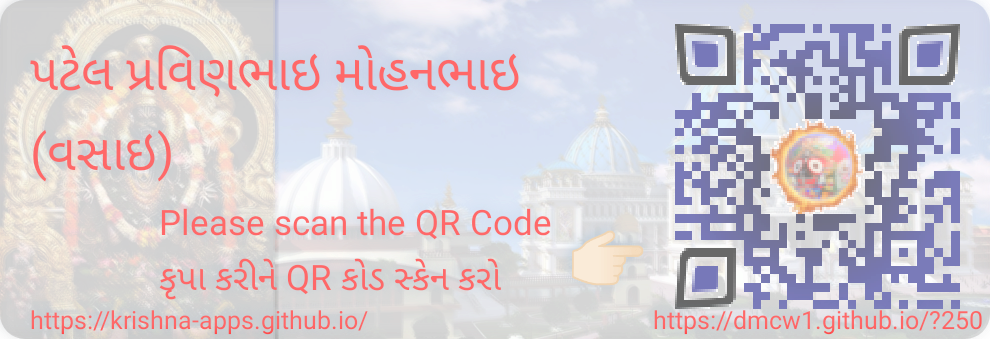 પટેલ પ્રવિણભાઇ મોહનભાઇ
(વસાઇ)
Please scan the QR Code
કૃપા કરીને QR કોડ સ્કેન કરો
https://krishna-apps.github.io/
https://dmcw1.github.io/?250